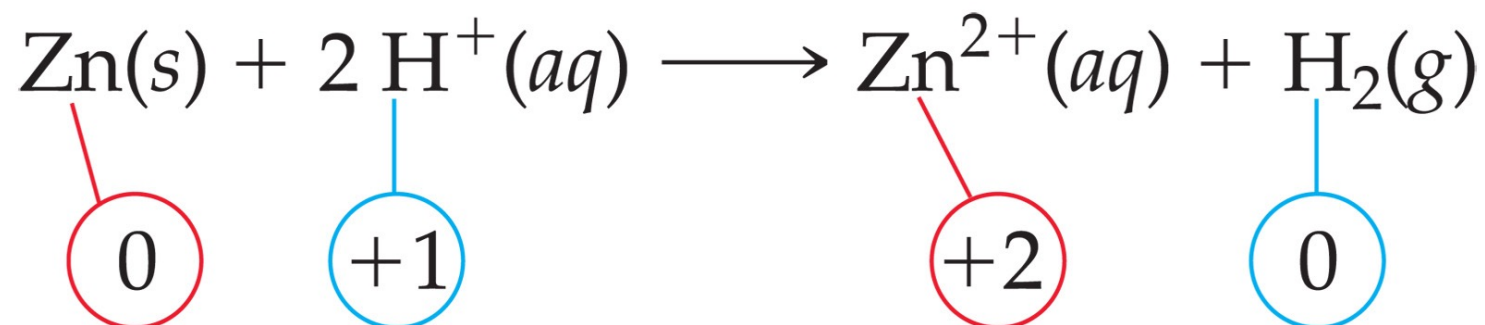 Zn(s) + 2 H⁺(aq) ⟶ Zn²⁺(aq) + H₂(g)
0 +1 +2 0